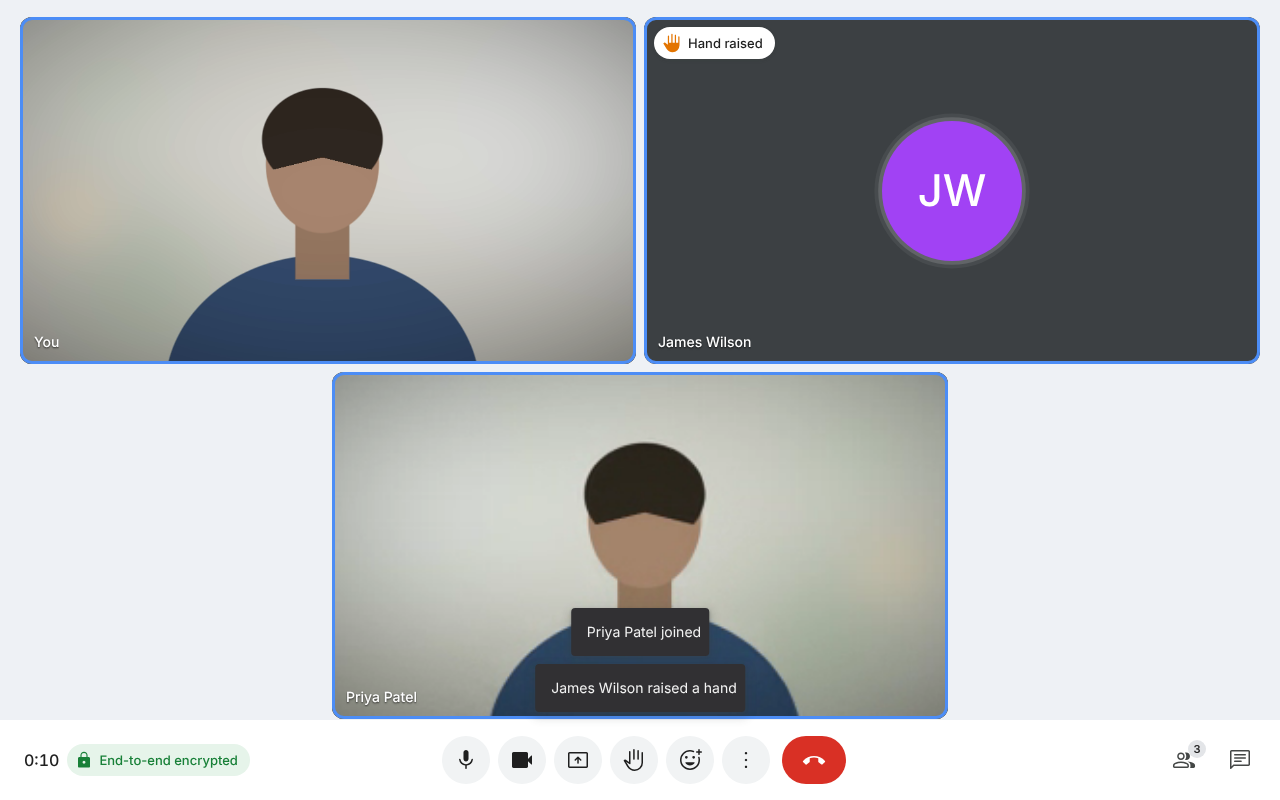 You
Hand raised
JW
James Wilson
Priya Patel joined
James Wilson raised a hand
Priya Patel
0:10
End-to-end encrypted
3